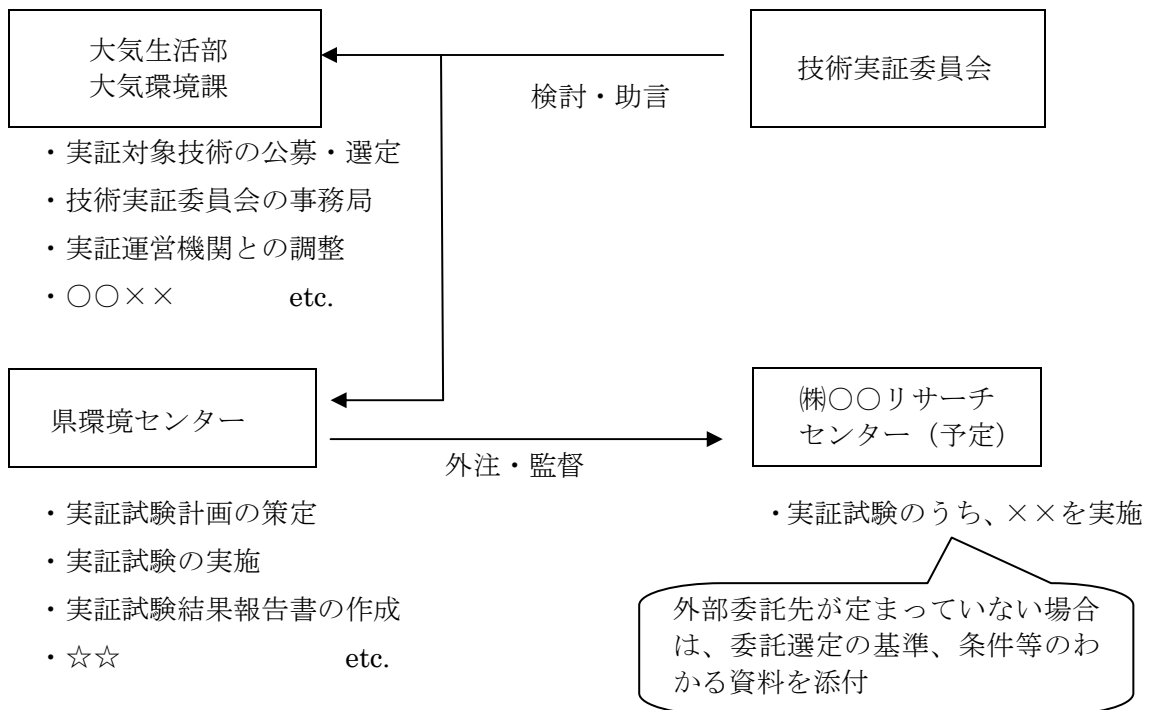 大気生活部
大気環境課
技術実証委員会
検討・助言
・実証対象技術の公募・選定
・技術実証委員会の事務局
・実証運営機関との調整
・○○×× etc.
県環境センター
㈱○○リサーチ
センター（予定）
外注・監督
・実証試験計画の策定
・実証試験の実施
・実証試験結果報告書の作成
・☆☆ etc.
・実証試験のうち、××を実施
外部委託先が定まっていない場合
は、委託選定の基準、条件等のわ
かる資料を添付